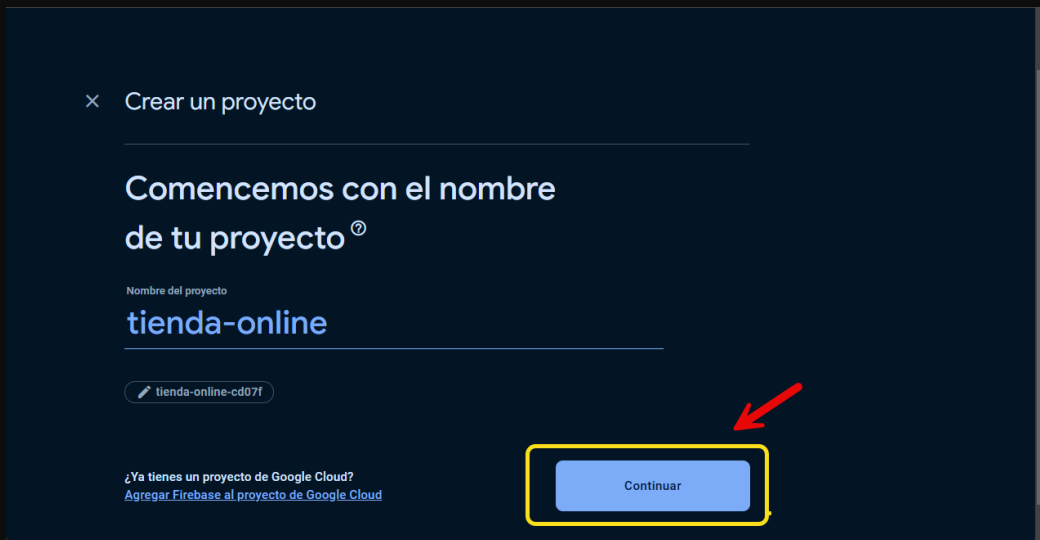 Crear un proyecto
Comencemos con el nombre
de tu proyecto
Nombre del proyecto
tienda-online
tienda-online-cd07f
¿Ya tienes un proyecto de Google Cloud?
Agregar Firebase al proyecto de Google Cloud
Continuar